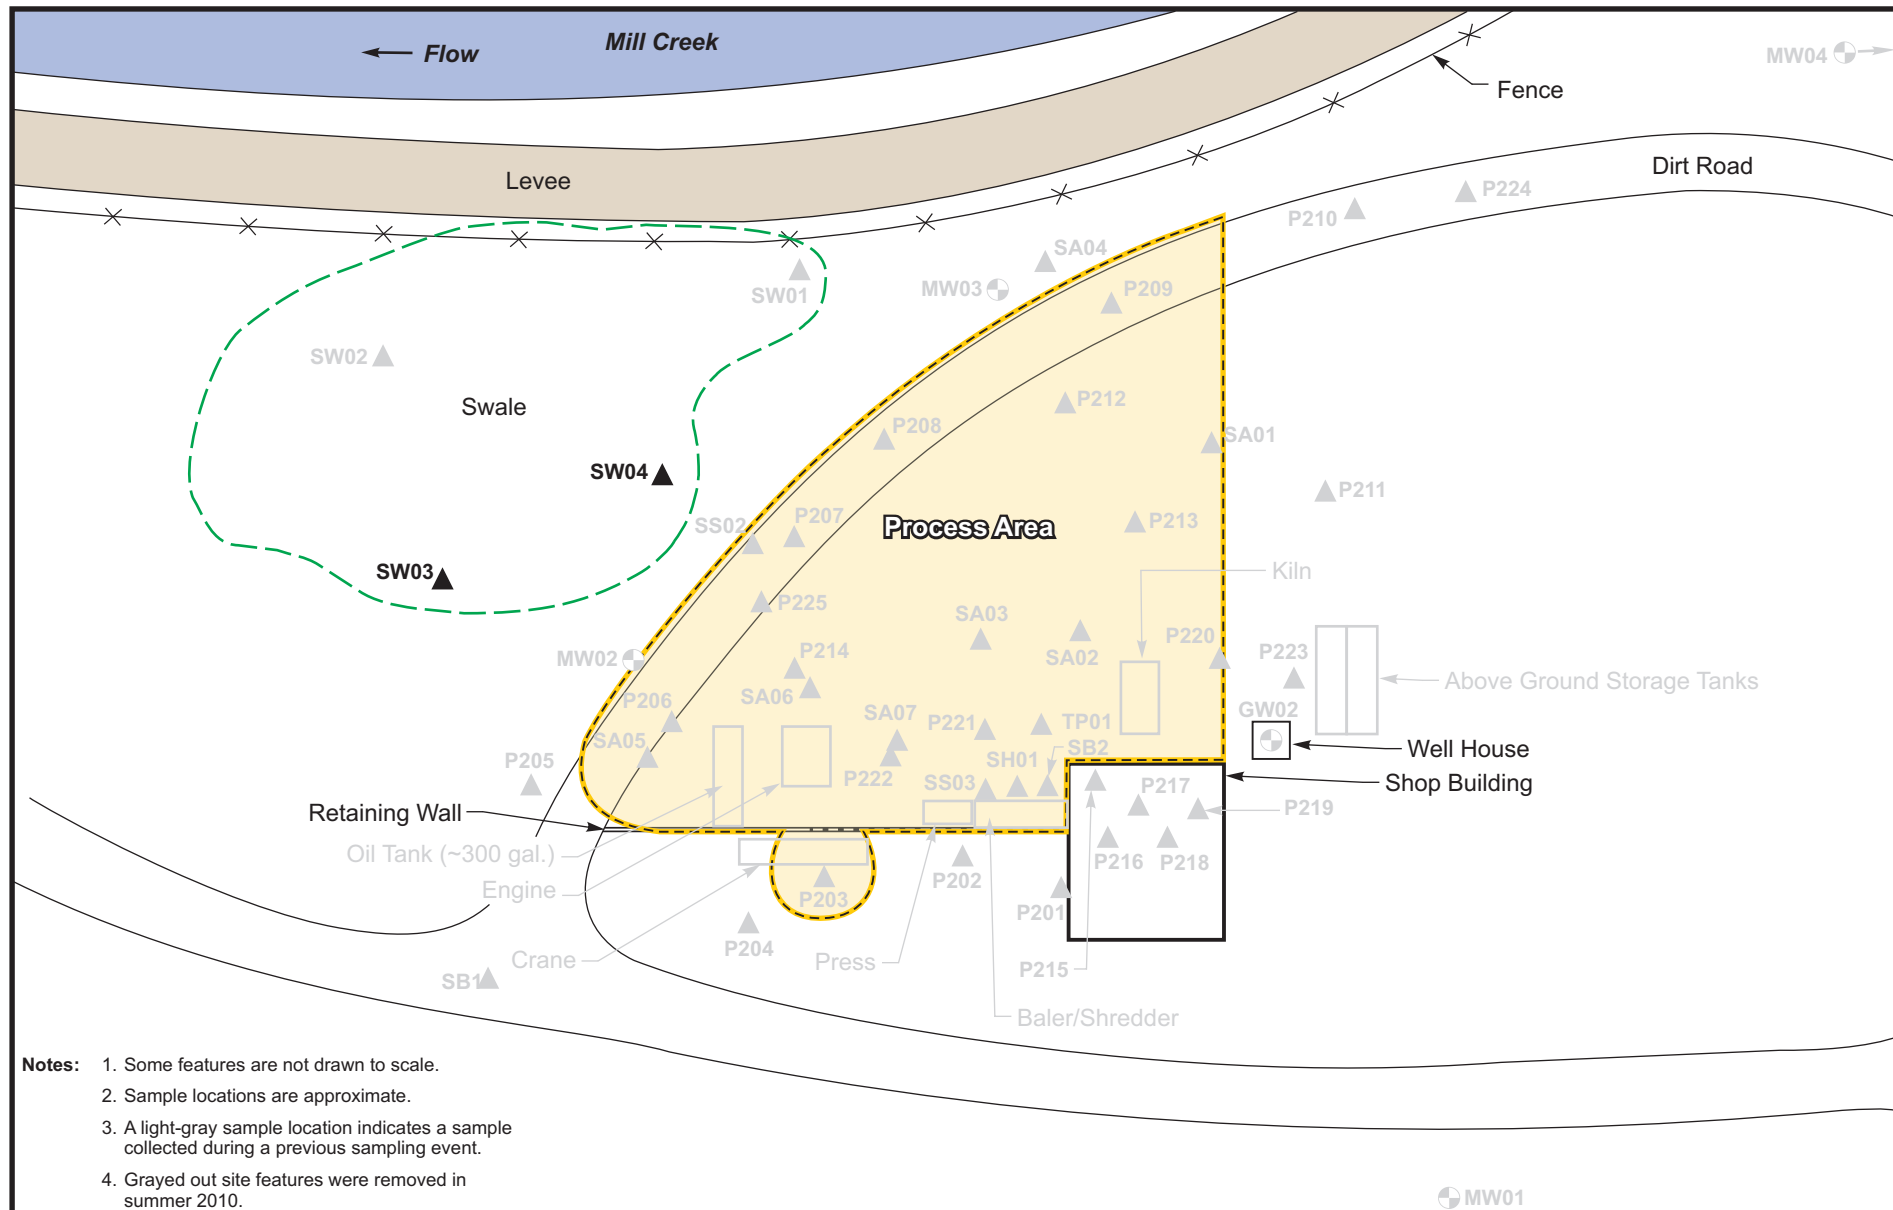 Mill Creek
Flow
MW04
Fence
Levee
Dirt Road
P224
P210
SA04
SW01
MW03
P209
SW02
Swale
P212
P208
SA01
SW04
P211
P207
SS02
Process Area
P213
SW03
Kiln
P225
SA03
SA02
P220
MW02
P214
P223
SA06
Above Ground Storage Tanks
P206
SA07
P221
TP01
GW02
SA05
SB2
Well House
P205
P222
SH01
SS03
Shop Building
P217
P219
Retaining Wall
Oil Tank (~300 gal.)
P216
P218
P202
Engine
P203
P201
P204
Crane
Press
P215
SB1
Baler/Shredder
Notes: 1. Some features are not drawn to scale.
2. Sample locations are approximate.
3. A light-gray sample location indicates a sample
collected during a previous sampling event.
4. Grayed out site features were removed in
summer 2010.
MW01